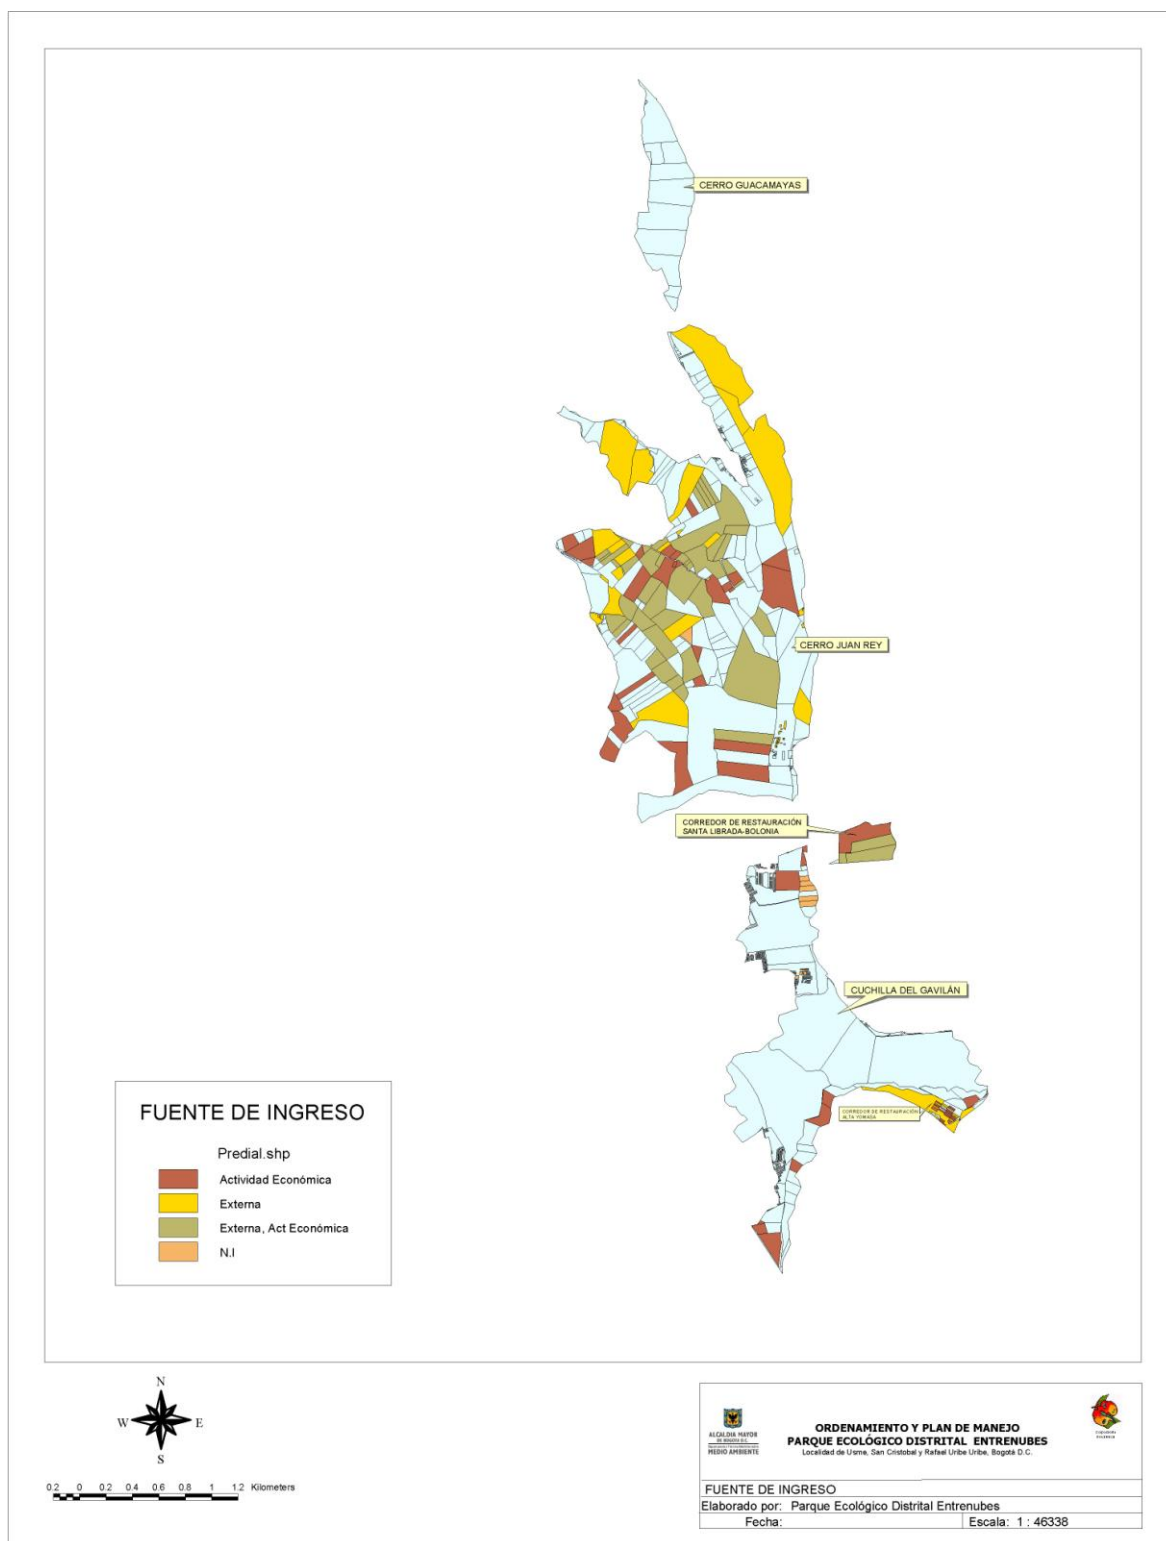 CERRO GUACAMAYAS
CERRO JUAN REY
CORREDOR DE RESTAURACIÓN
SANTA LIBRADA-BOLONIA
CUCHILLA DEL GAVILÁN
CORREDOR DE RESTAURACIÓN
ALTA YOMASA
FUENTE DE INGRESO
Predial.shp
Actividad Económica
Externa
Externa, Act Económica
N.I
N
W E
S
0.2 0 0.2 0.4 0.6 0.8 1 1.2 Kilometers
ALCALDIA MAYOR
DE BOGOTA D.C.
MEDIO AMBIENTE
ORDENAMIENTO Y PLAN DE MANEJO
PARQUE ECOLÓGICO DISTRITAL ENTRENUBES
Localidad de Usme, San Cristobal y Rafael Uribe Uribe, Bogotá D.C.
FUENTE DE INGRESO
Elaborado por: Parque Ecológico Distrital Entrenubes
Fecha: Escala: 1 : 46338